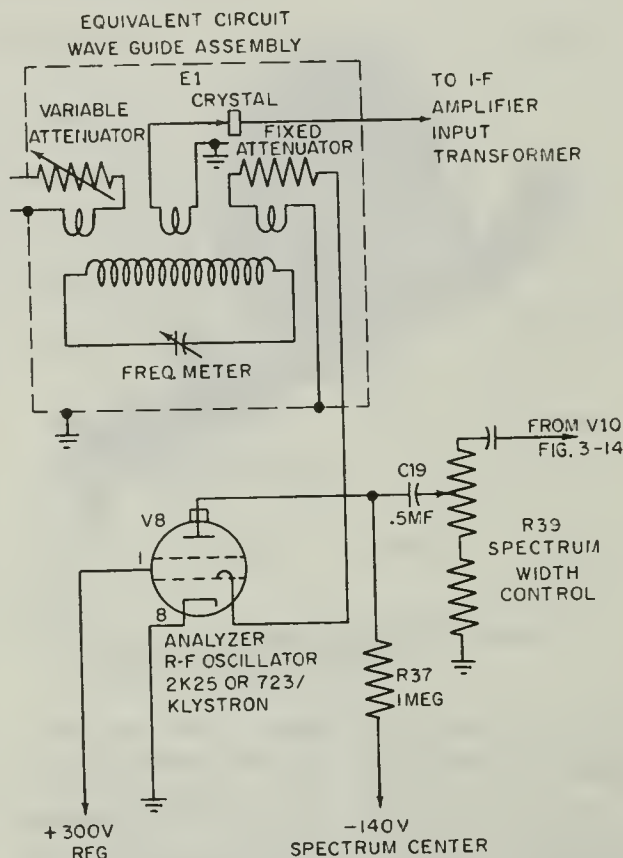 EQUIVALENT CIRCUIT
WAVE GUIDE ASSEMBLY
E1
CRYSTAL
VARIABLE
ATTENUATOR
FIXED
ATTENUATOR
TO I-F
AMPLIFIER
INPUT
TRANSFORMER
FREQ. METER
FROM V10
FIG. 3-14
C19
.5MF
R39
SPECTRUM
WIDTH
CONTROL
V8
1
8
ANALYZER
R-F OSCILLATOR
2K25 OR 723/
KLYSTRON
R37
1MEG
+300V
REG
-140V
SPECTRUM CENTER